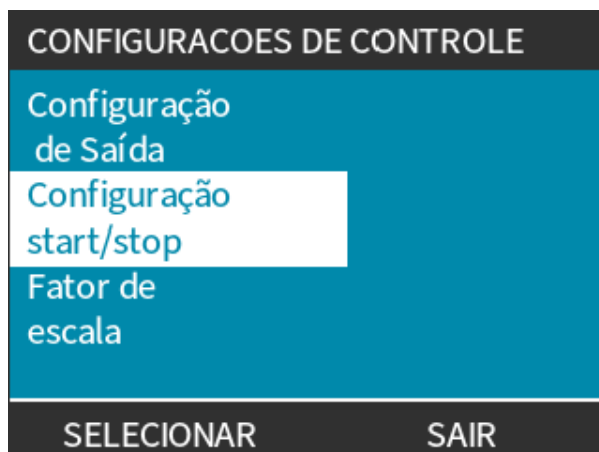 CONFIGURACOES DE CONTROLE
Configuração
de Saída
Configuração
start/stop
Fator de
escala
SELECIONAR SAIR